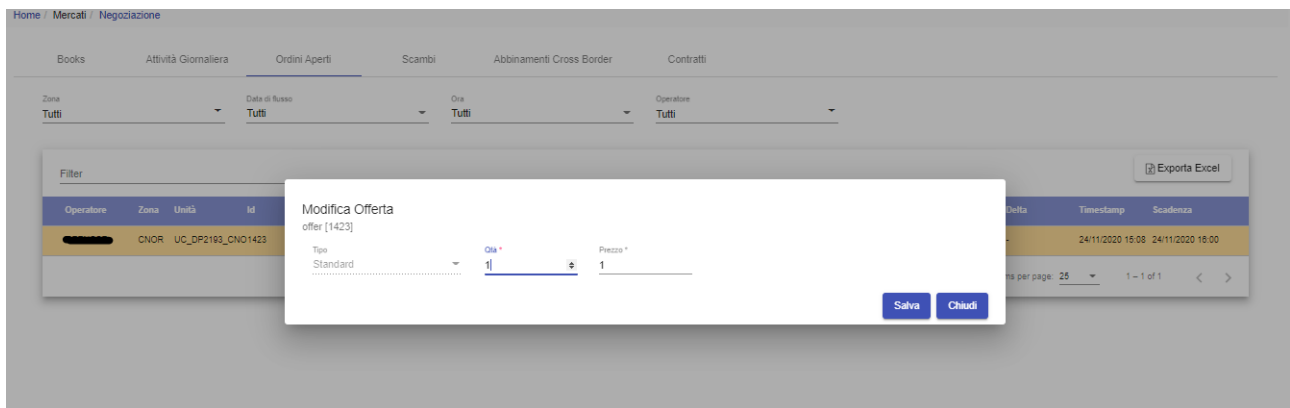 Home / Mercati / Negoziazione
Books Attività Giornaliera Ordini Aperti Scambi Abbinamenti Cross Border Contratti
Zona Data di flusso Ora Operatore
Tutti Tutti Tutti Tutti
Filter Exporta Excel
Operatore Zona Unità Id Delta Timestamp Scadenza
CNOR UC_DP2193_CNO1423 - 24/11/2020 15:08 24/11/2020 16:00
Modifica Offerta
offer [1423]
Tipo Qtà * Prezzo *
Standard 1 1
ms per page: 25 1 – 1 of 1
Salva Chiudi